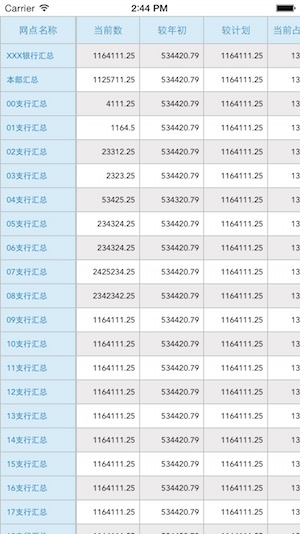 Carrier 2:44 PM
网点名称 当前数 较年初 较计划 当前占
XXX银行汇总 1164111.25 534420.79 1164111.25 13
本部汇总 1125711.25 534420.79 1164111.25 13
00支行汇总 4111.25 534420.79 1164111.25 13
01支行汇总 1164.5 534420.79 1164111.25 13
02支行汇总 23312.25 534420.79 1164111.25 13
03支行汇总 2323.25 534420.79 1164111.25 13
04支行汇总 53425.25 534320.79 1164111.25 13
05支行汇总 234324.25 534420.79 1164111.25 13
06支行汇总 234324.25 534420.79 1164111.25 13
07支行汇总 2425234.25 534420.79 1164111.25 13
08支行汇总 2342342.25 534420.79 1164111.25 13
09支行汇总 1164111.25 534420.79 1164111.25 13
10支行汇总 1164111.25 534420.79 1164111.25 13
11支行汇总 1164111.25 534420.79 1164111.25 13
12支行汇总 1164111.25 534420.79 1164111.25 13
13支行汇总 1164111.25 534420.79 1164111.25 13
14支行汇总 1164111.25 534420.79 1164111.25 13
15支行汇总 1164111.25 534420.79 1164111.25 13
16支行汇总 1164111.25 534420.79 1164111.25 13
17支行汇总 1164111.25 534420.79 1164111.25 13